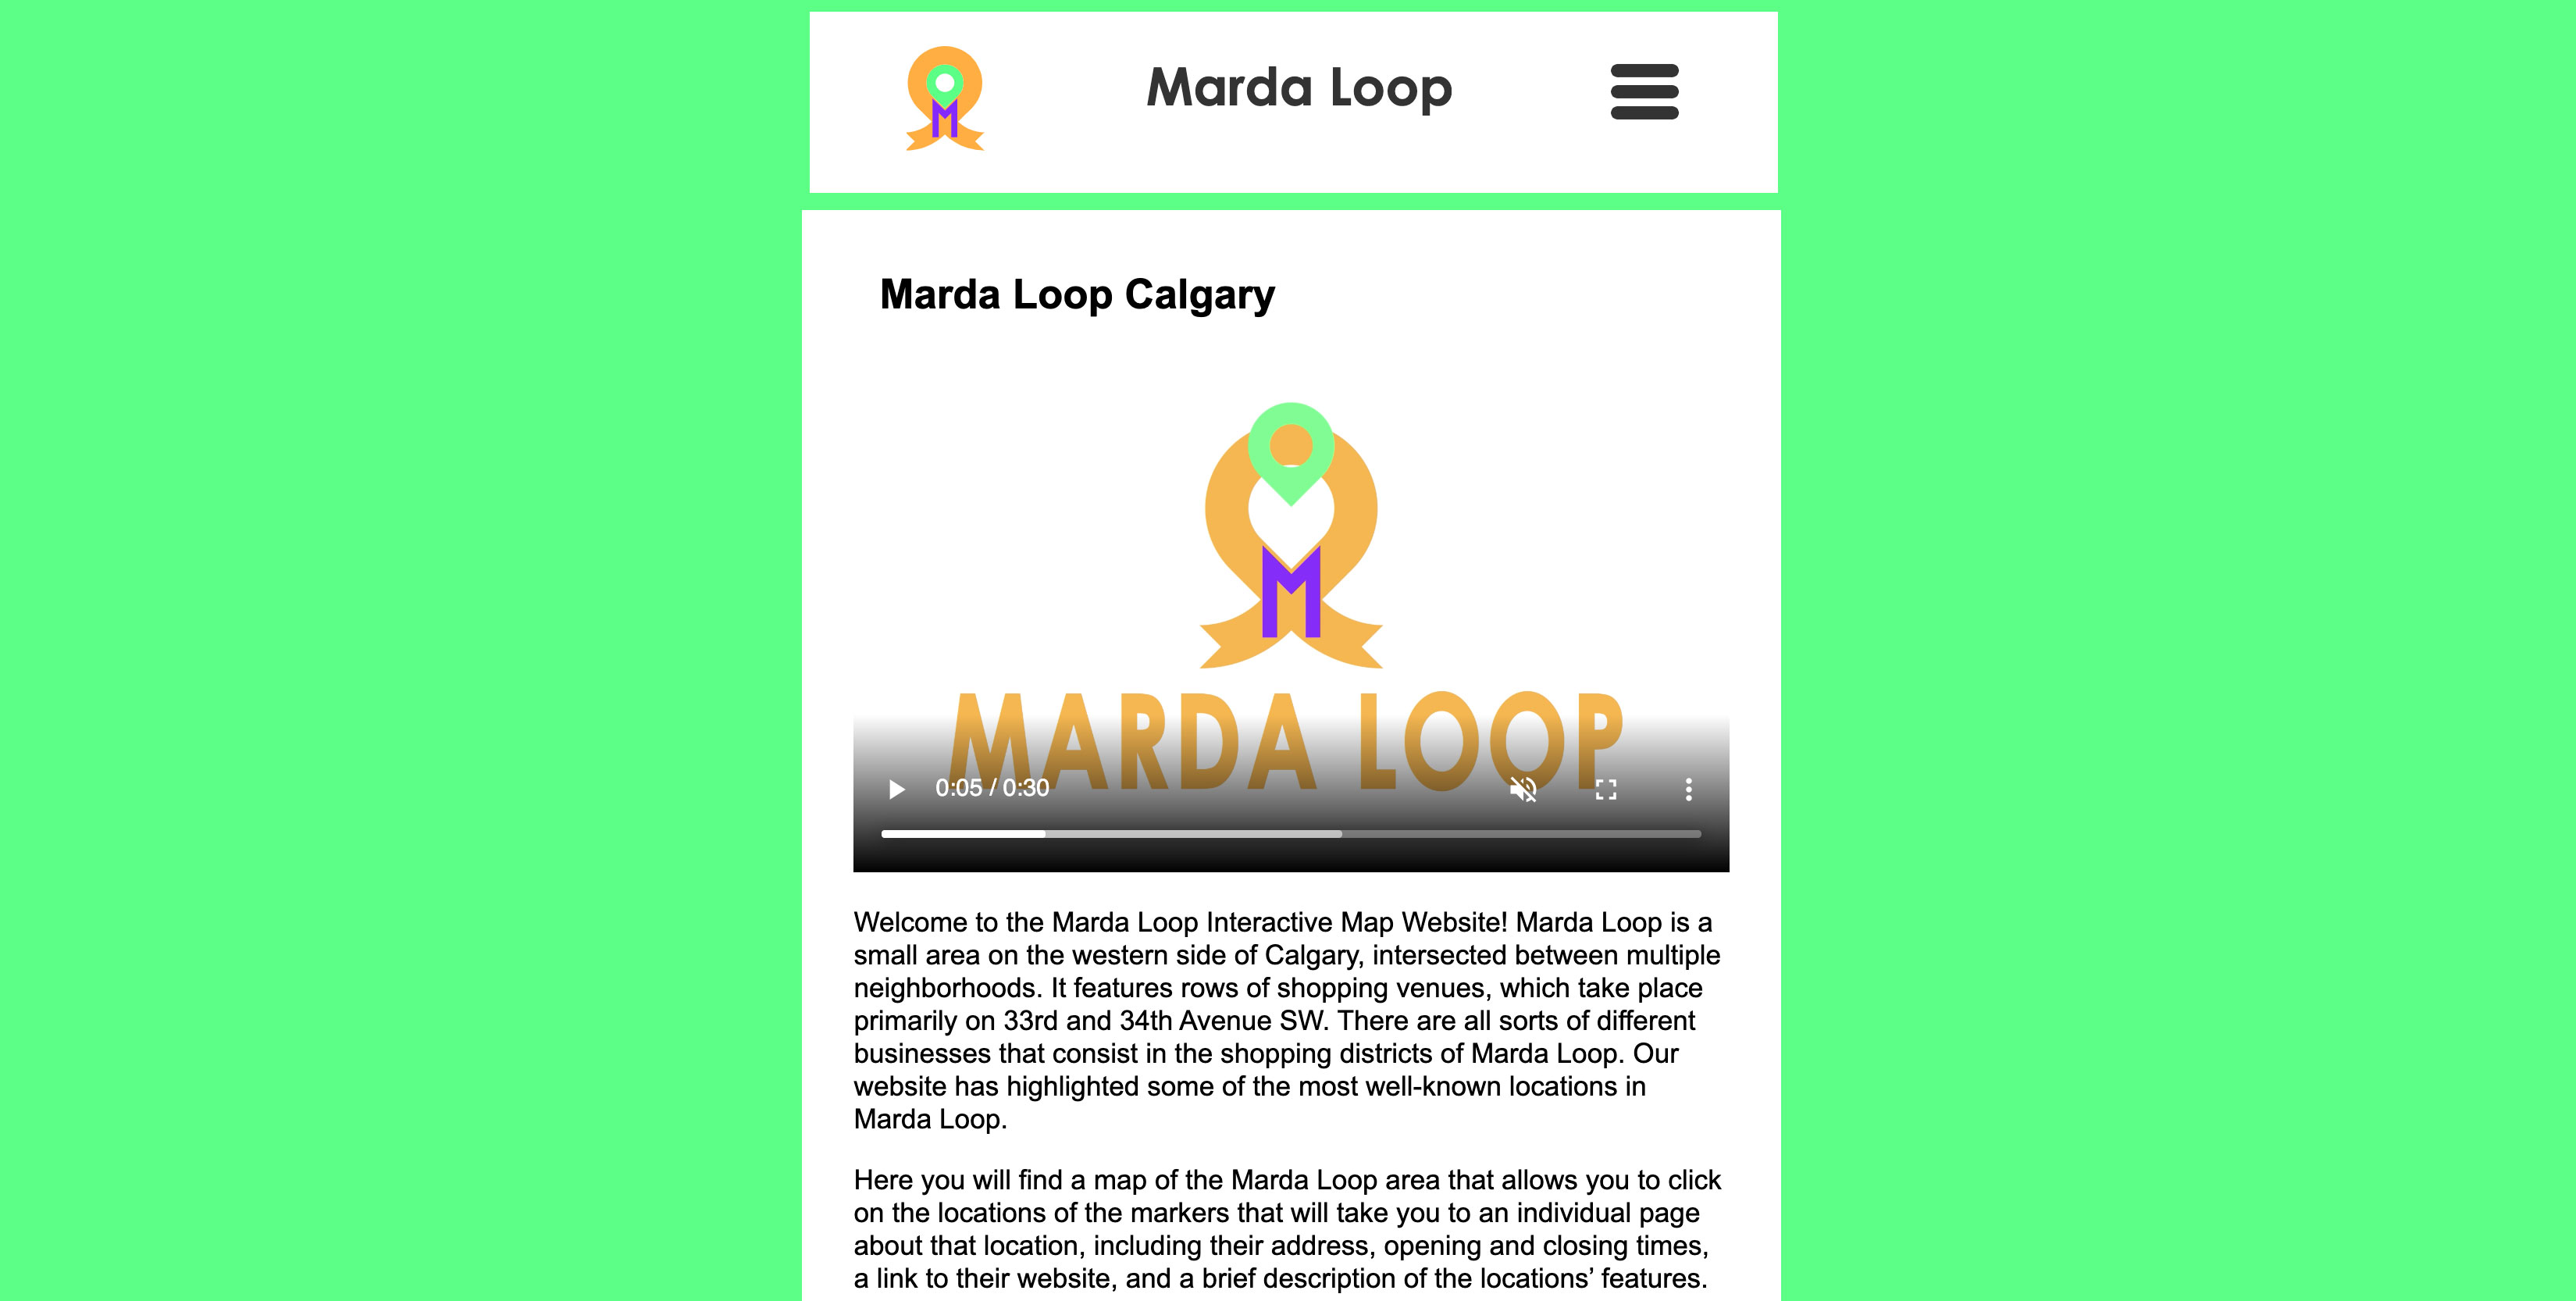 M
Marda Loop
Marda Loop Calgary
M
MARDA LOOP
0:05 / 0:30
Welcome to the Marda Loop Interactive Map Website! Marda Loop is a
small area on the western side of Calgary, intersected between multiple
neighborhoods. It features rows of shopping venues, which take place
primarily on 33rd and 34th Avenue SW. There are all sorts of different
businesses that consist in the shopping districts of Marda Loop. Our
website has highlighted some of the most well-known locations in
Marda Loop.
Here you will find a map of the Marda Loop area that allows you to click
on the locations of the markers that will take you to an individual page
about that location, including their address, opening and closing times,
a link to their website, and a brief description of the locations’ features.